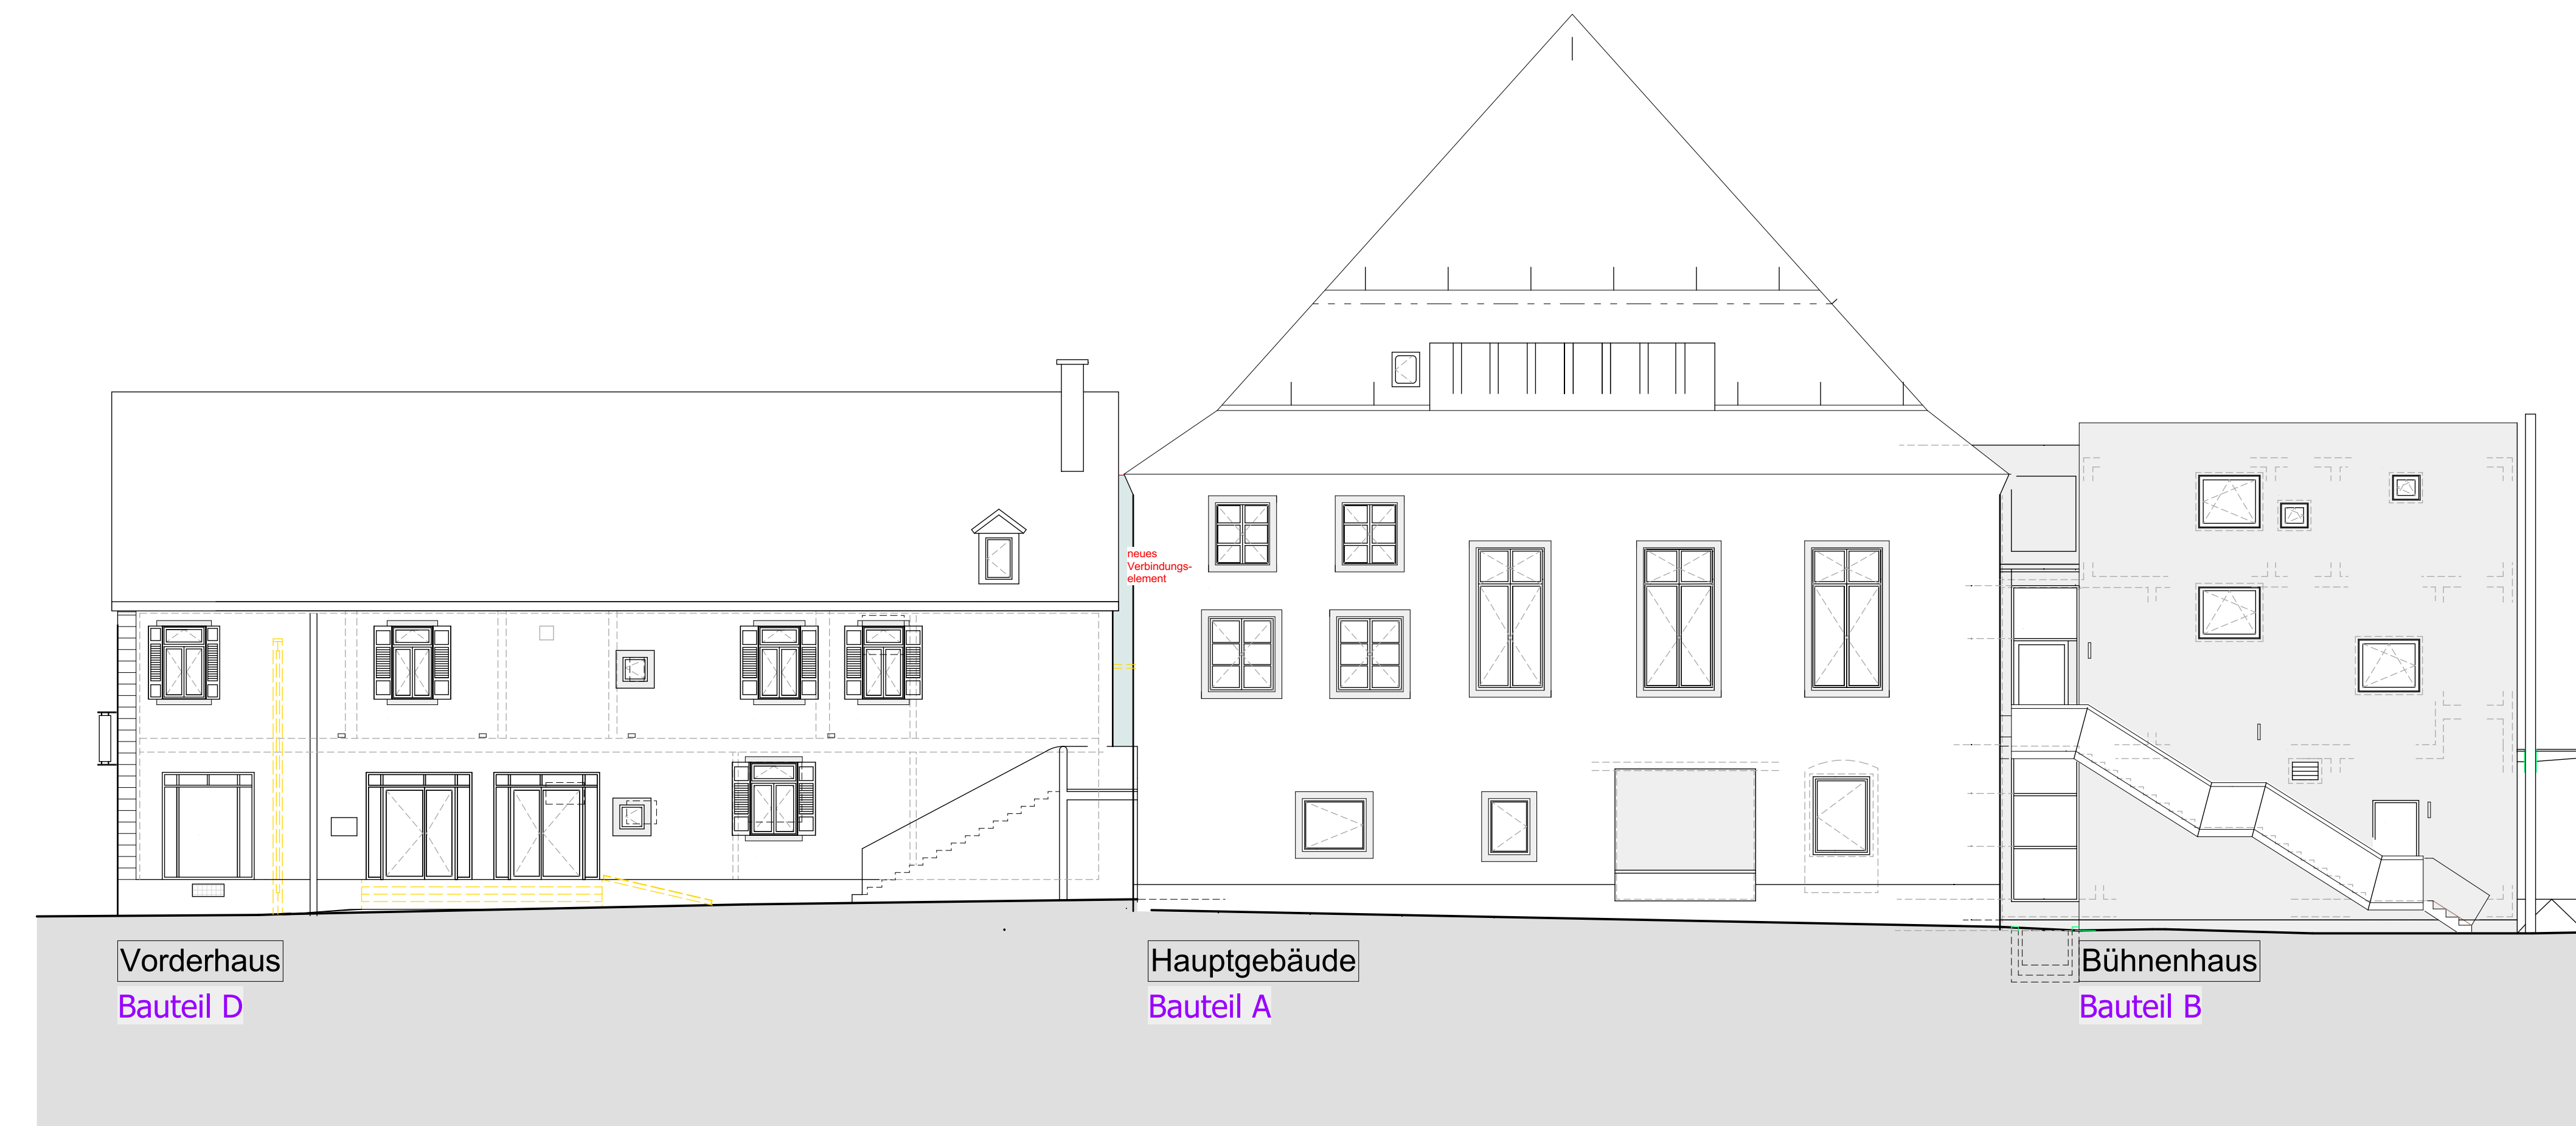 neues
Verbindungs-
element
Vorderhaus
Bauteil D
Hauptgebäude
Bauteil A
Bühnenhaus
Bauteil B